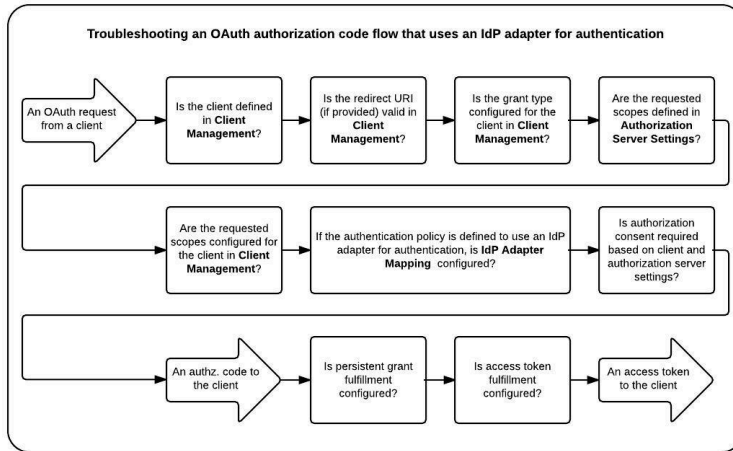 Troubleshooting an OAuth authorization code flow that uses an IdP adapter for authentication
An OAuth request
from a client
Is the client defined
in Client
Management?
Is the redirect URI
(if provided) valid in
Client
Management?
Is the grant type
configured for the
client in Client
Management?
Are the requested
scopes defined in
Authorization
Server Settings?
Are the requested
scopes configured for
the client in Client
Management?
If the authentication policy is defined to use an IdP
adapter for authentication, is IdP Adapter
Mapping configured?
Is authorization
consent required
based on client and
authorization server
settings?
An authz. code to
the client
Is persistent grant
fulfillment
configured?
Is access token
fulfillment
configured?
An access token
to the client